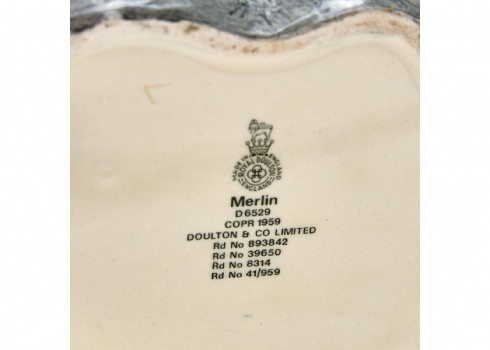 MADE IN ENGLAND
ROYAL DOULTON
ENGLAND
Merlin
D6529
COPR 1959
DOULTON & CO LIMITED
Rd No 893842
Rd No 39650
Rd No 8314
Rd No 41/959